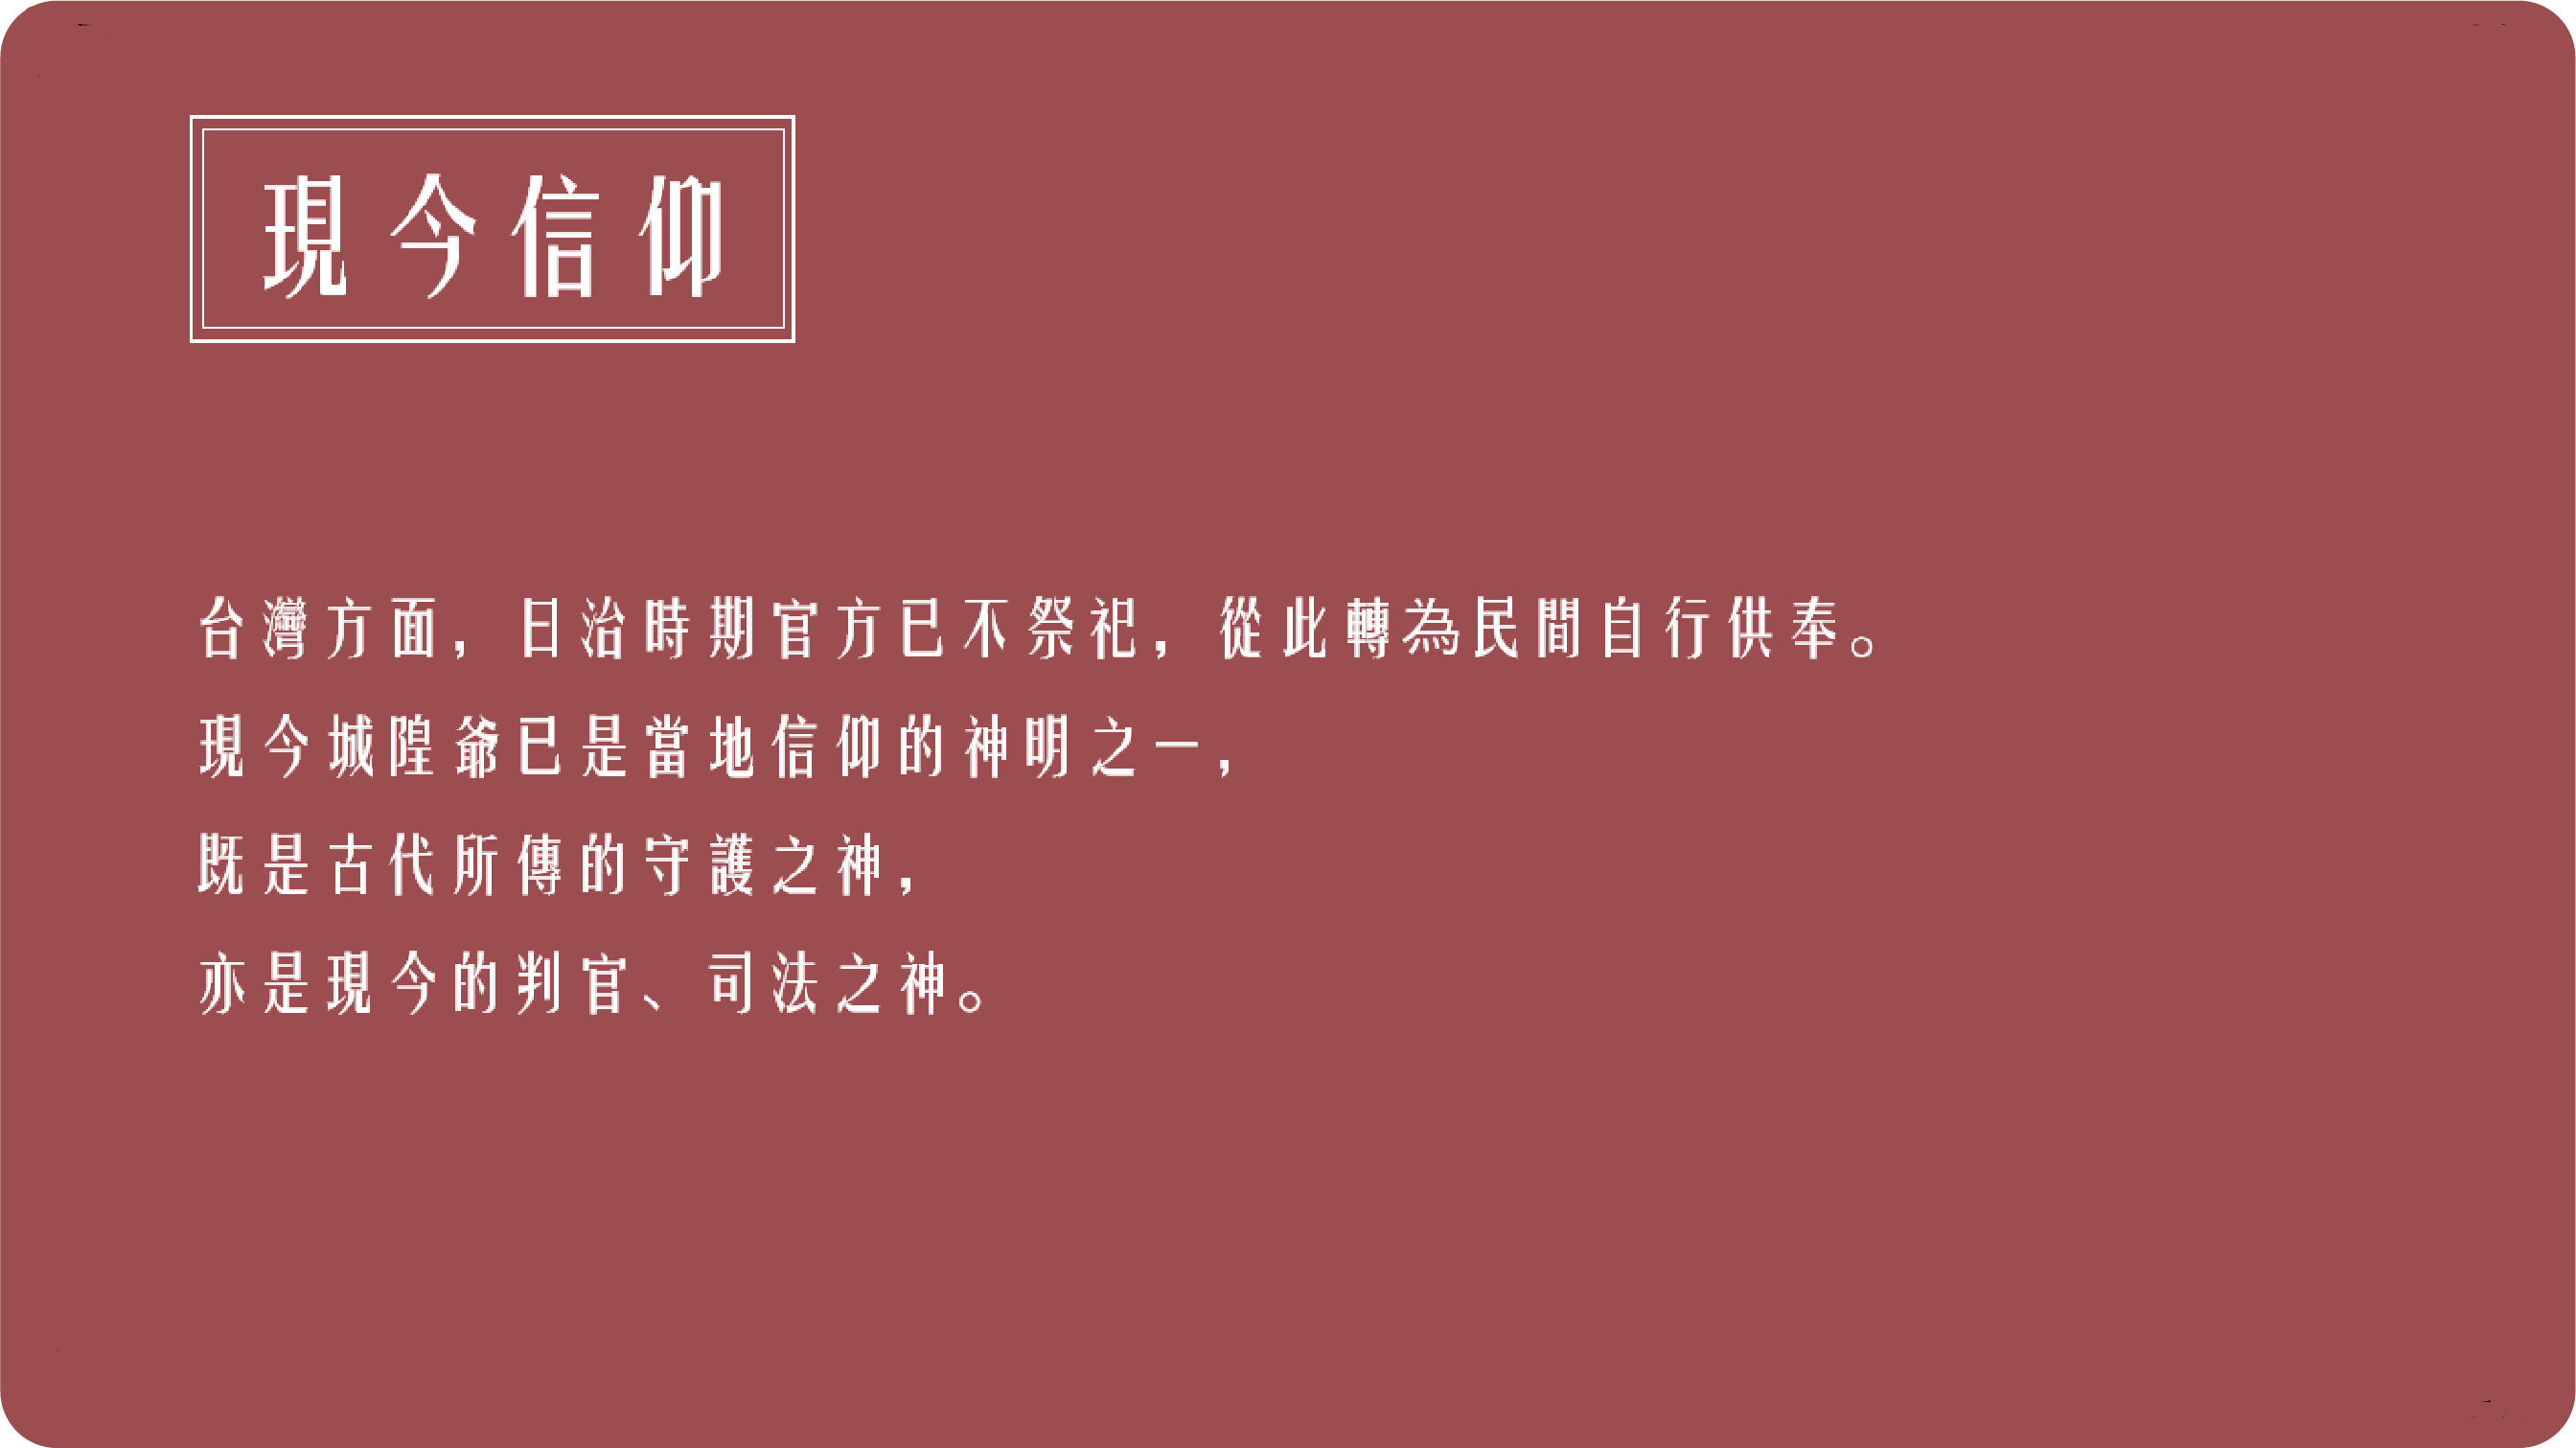 現今信仰
台灣方面，日治時期官方已不祭祀，從此轉為民間自行供奉。
現今城隍爺已是當地信仰的神明之一，
既是古代所傳的守護之神，
亦是現今的判官、司法之神。